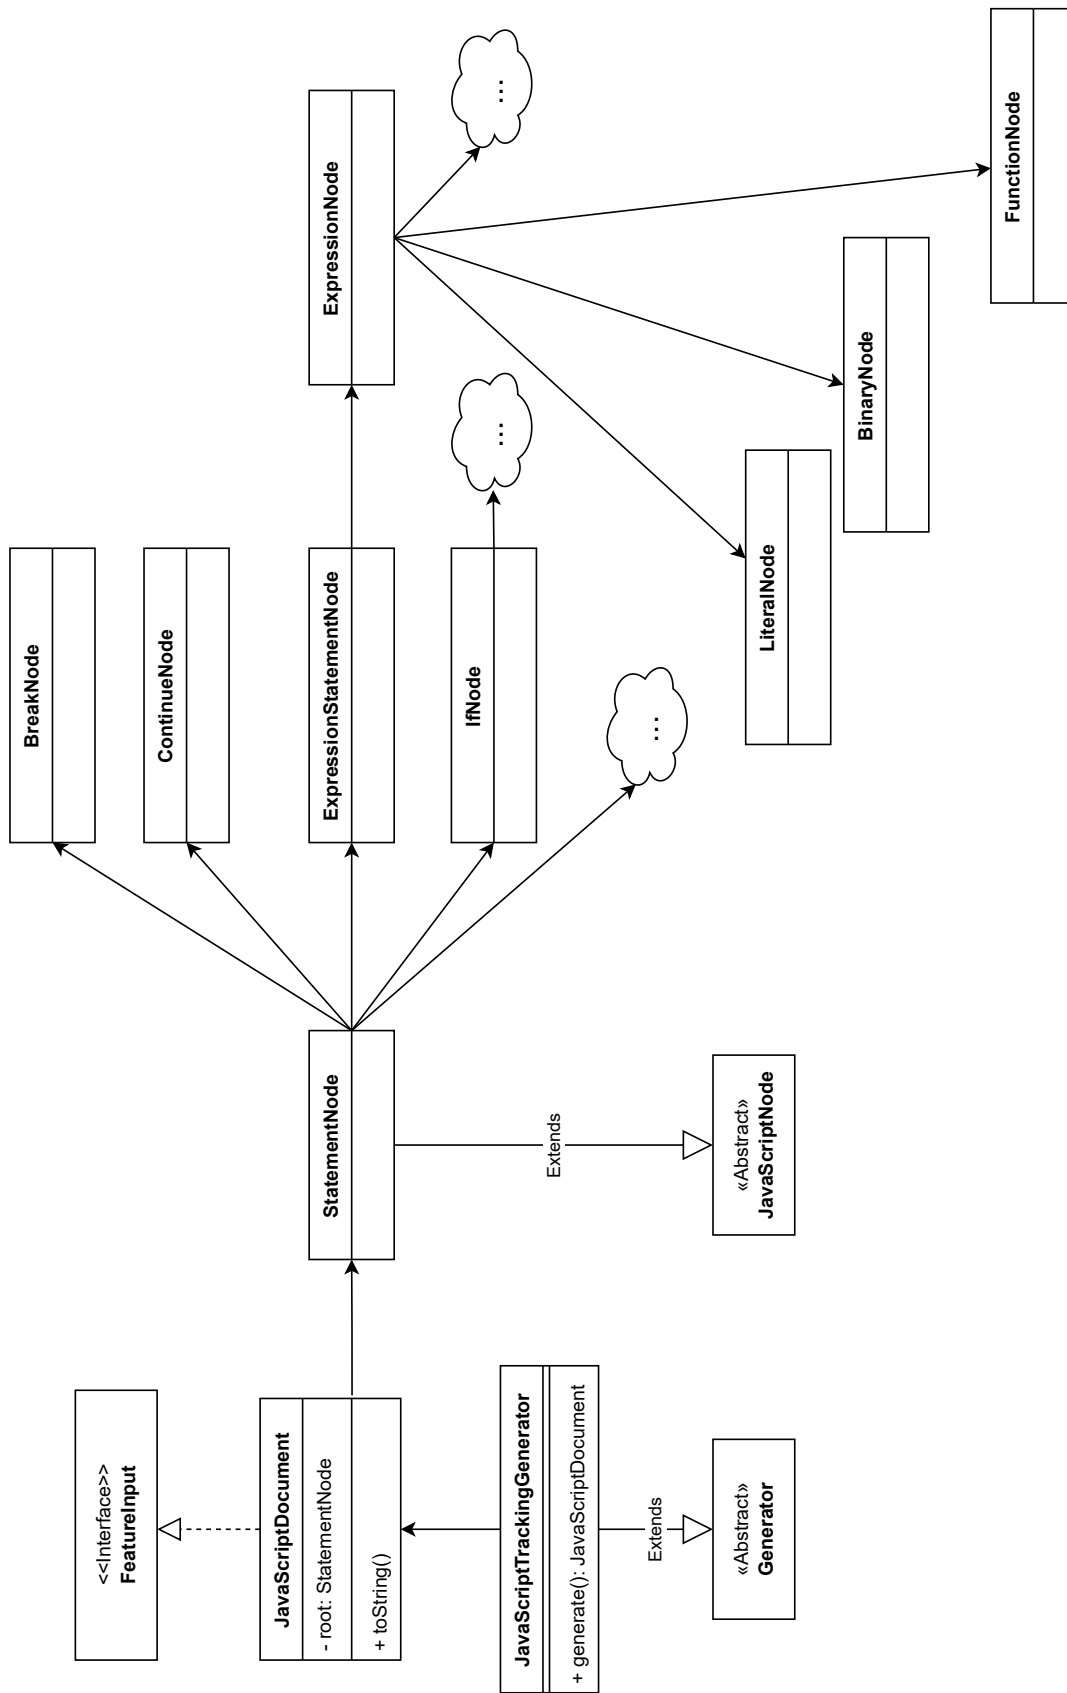 <<Interface>>
FeatureInput
JavaScriptDocument
- root: StatementNode
+ toString()
JavaScriptTrackingGenerator
+ generate(): JavaScriptDocument
Extends
«Abstract»
Generator
StatementNode
Extends
«Abstract»
JavaScriptNode
BreakNode
ContinueNode
ExpressionStatementNode
IfNode
...
...
ExpressionNode
...
LiteralNode
BinaryNode
FunctionNode